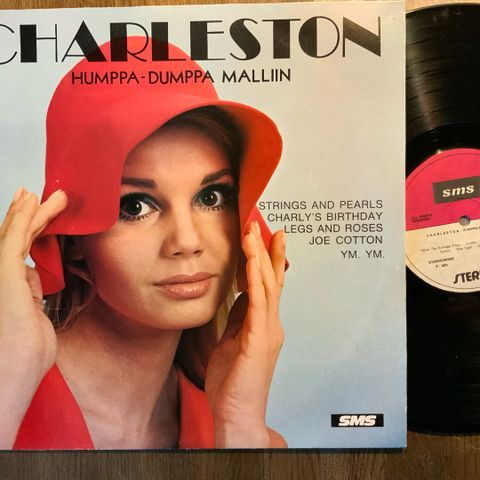 CHARLESTON
HUMPPA-DUMPPA MALLIIN
STRINGS AND PEARLS
CHARLY'S BIRTHDAY
LEGS AND ROSES
JOE COTTON
YM. YM.
SMS
sms
CHARLESTON
STEREO/MONO
STER